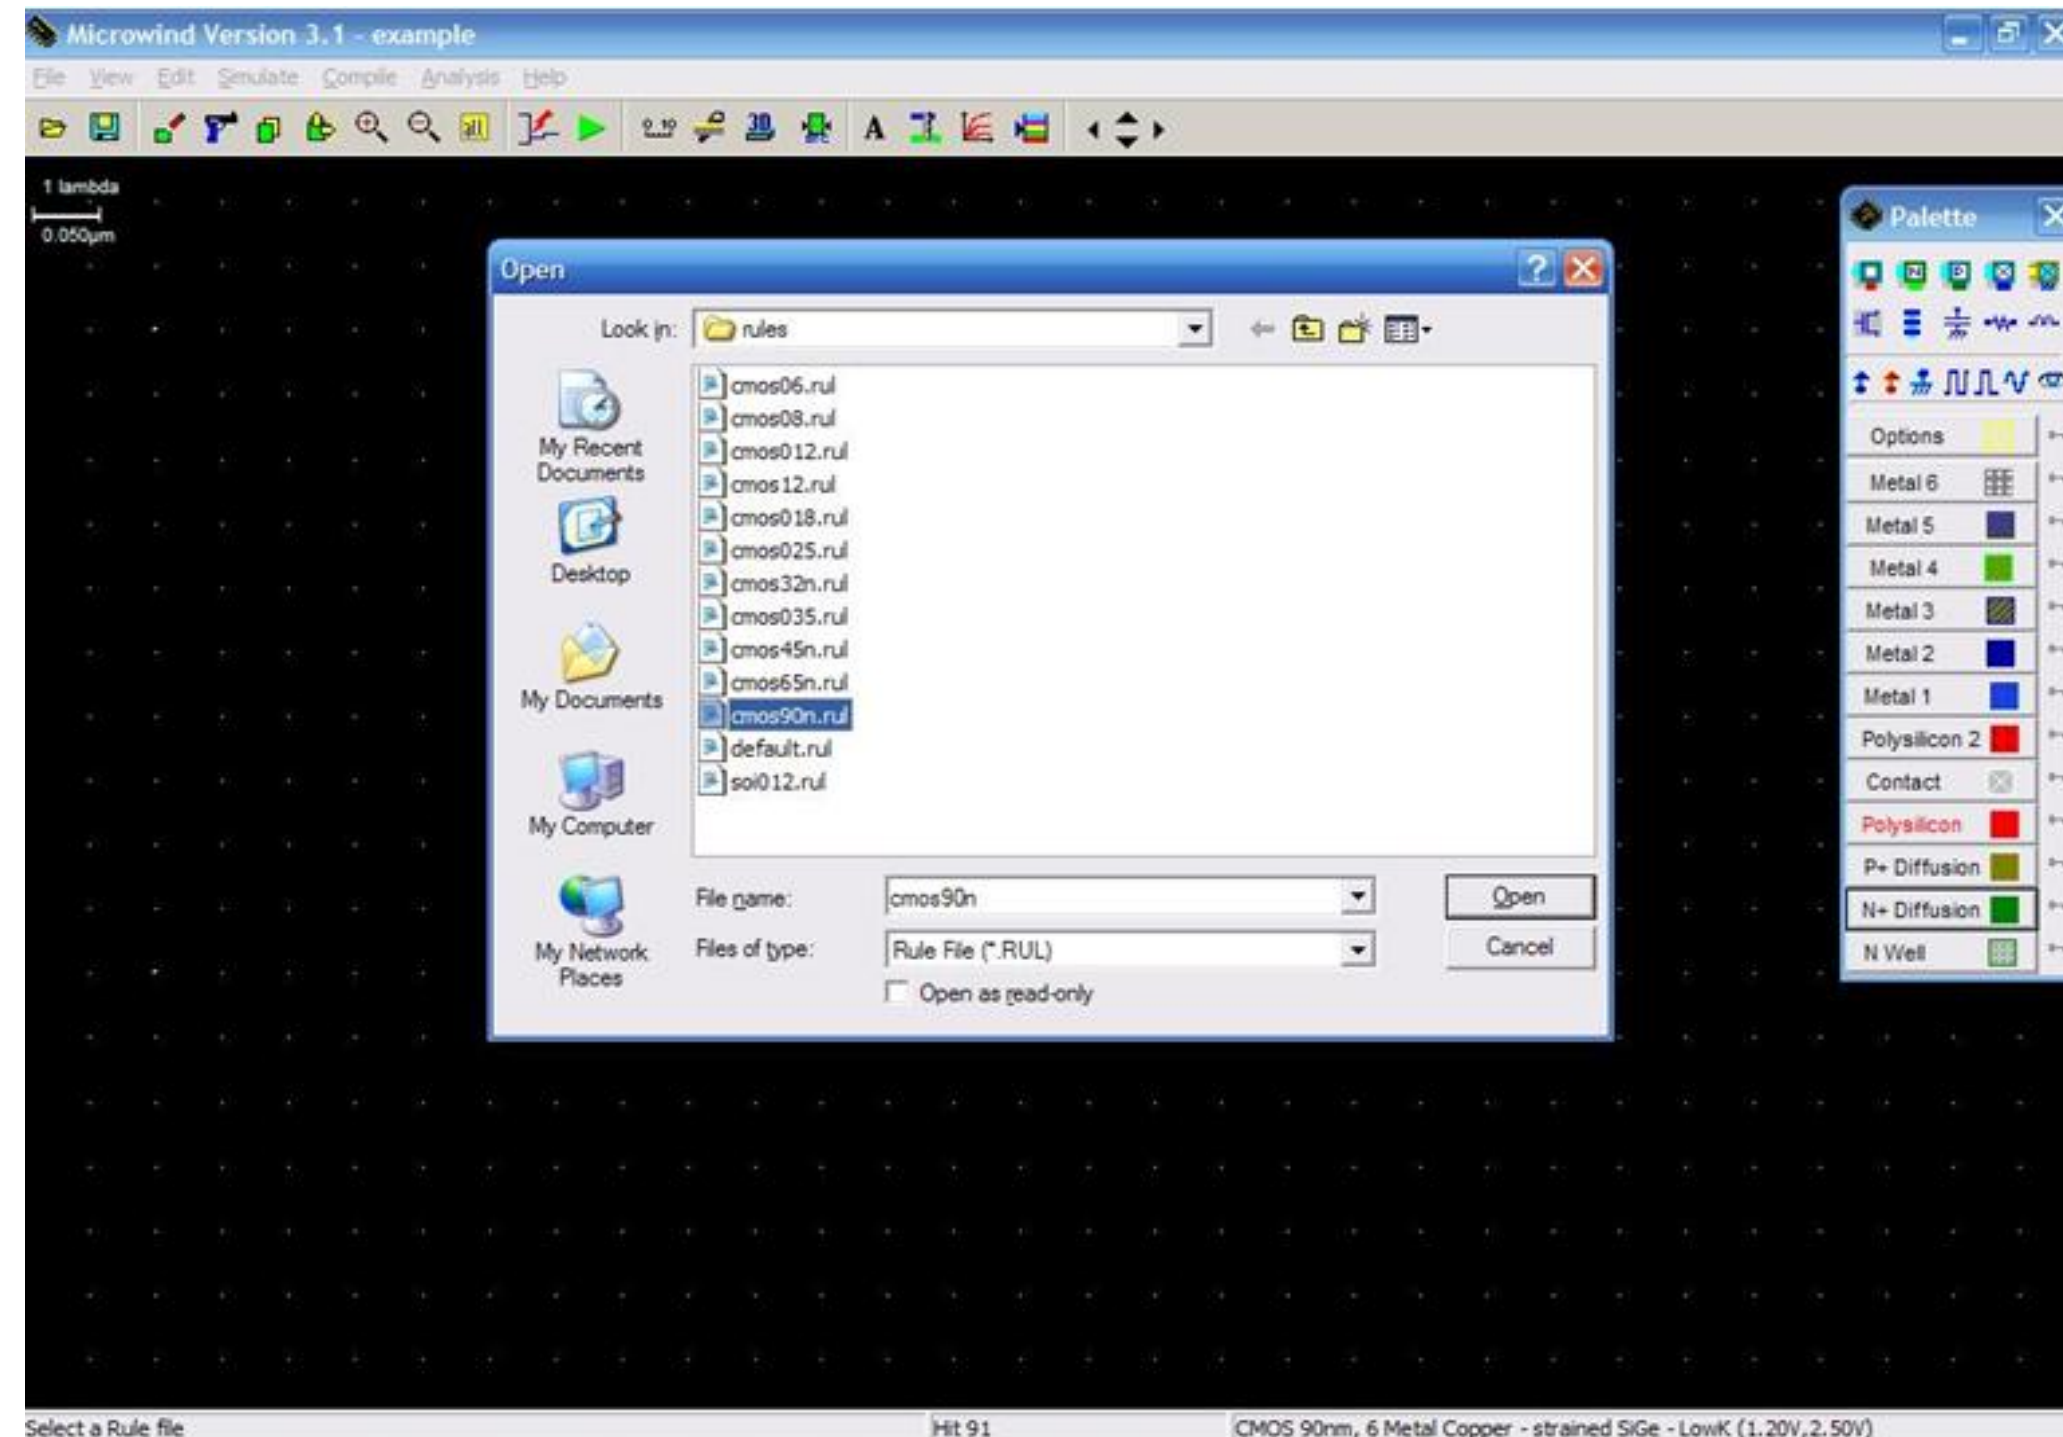 Microwind Version 3.1 - example
File View Edit Simulate Compile Analysis Help
all
0 10
3D
A
1 lambda
0.050µm
Open
Look in: rules
My Recent
Documents
Desktop
My Documents
My Computer
My Network
Places
cmos06.rul
cmos08.rul
cmos012.rul
cmos12.rul
cmos018.rul
cmos025.rul
cmos32n.rul
cmos035.rul
cmos45n.rul
cmos65n.rul
cmos90n.rul
default.rul
soi012.rul
File name: cmos90n Open
Files of type: Rule File (*.RUL) Cancel
Open as read-only
Palette
N P
Options
Metal 6
Metal 5
Metal 4
Metal 3
Metal 2
Metal 1
Polysilicon 2
Contact
Polysilicon
P+ Diffusion
N+ Diffusion
N Well
Select a Rule file Hit 91 CMOS 90nm, 6 Metal Copper - strained SiGe - LowK (1.20V,2.50V)